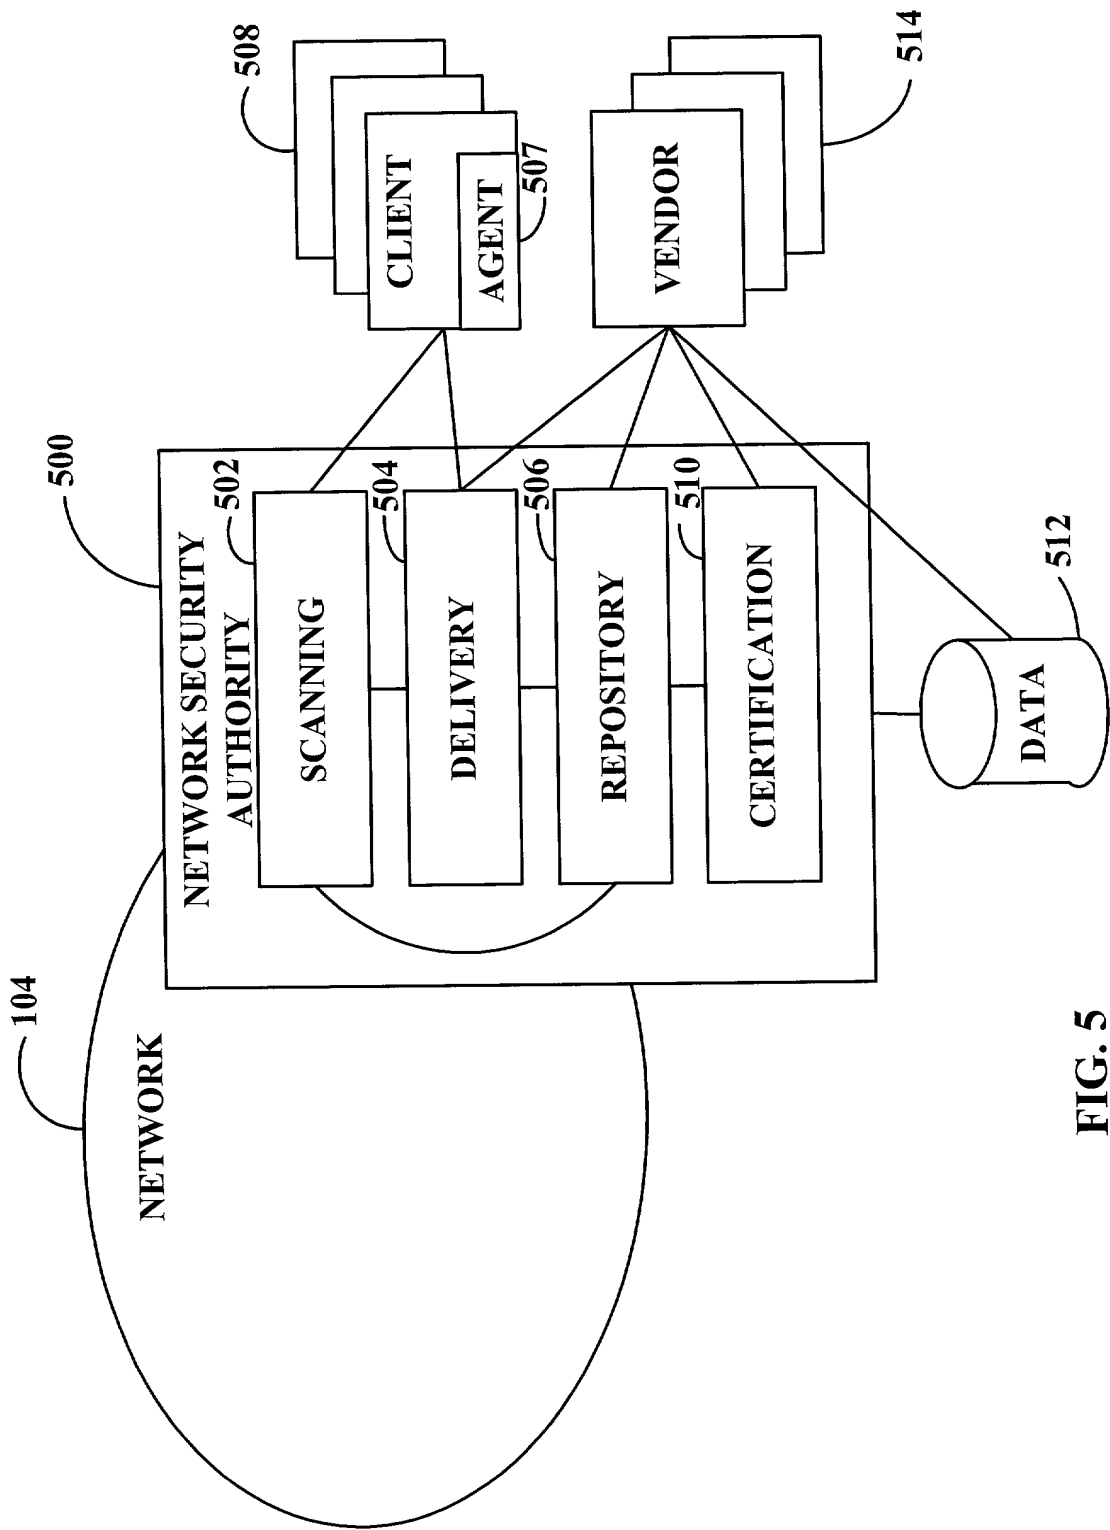 104
NETWORK
500
NETWORK SECURITY
AUTHORITY
502
SCANNING
504
DELIVERY
506
REPOSITORY
510
CERTIFICATION
508
CLIENT
AGENT
507
VENDOR
514
DATA
512
FIG. 5